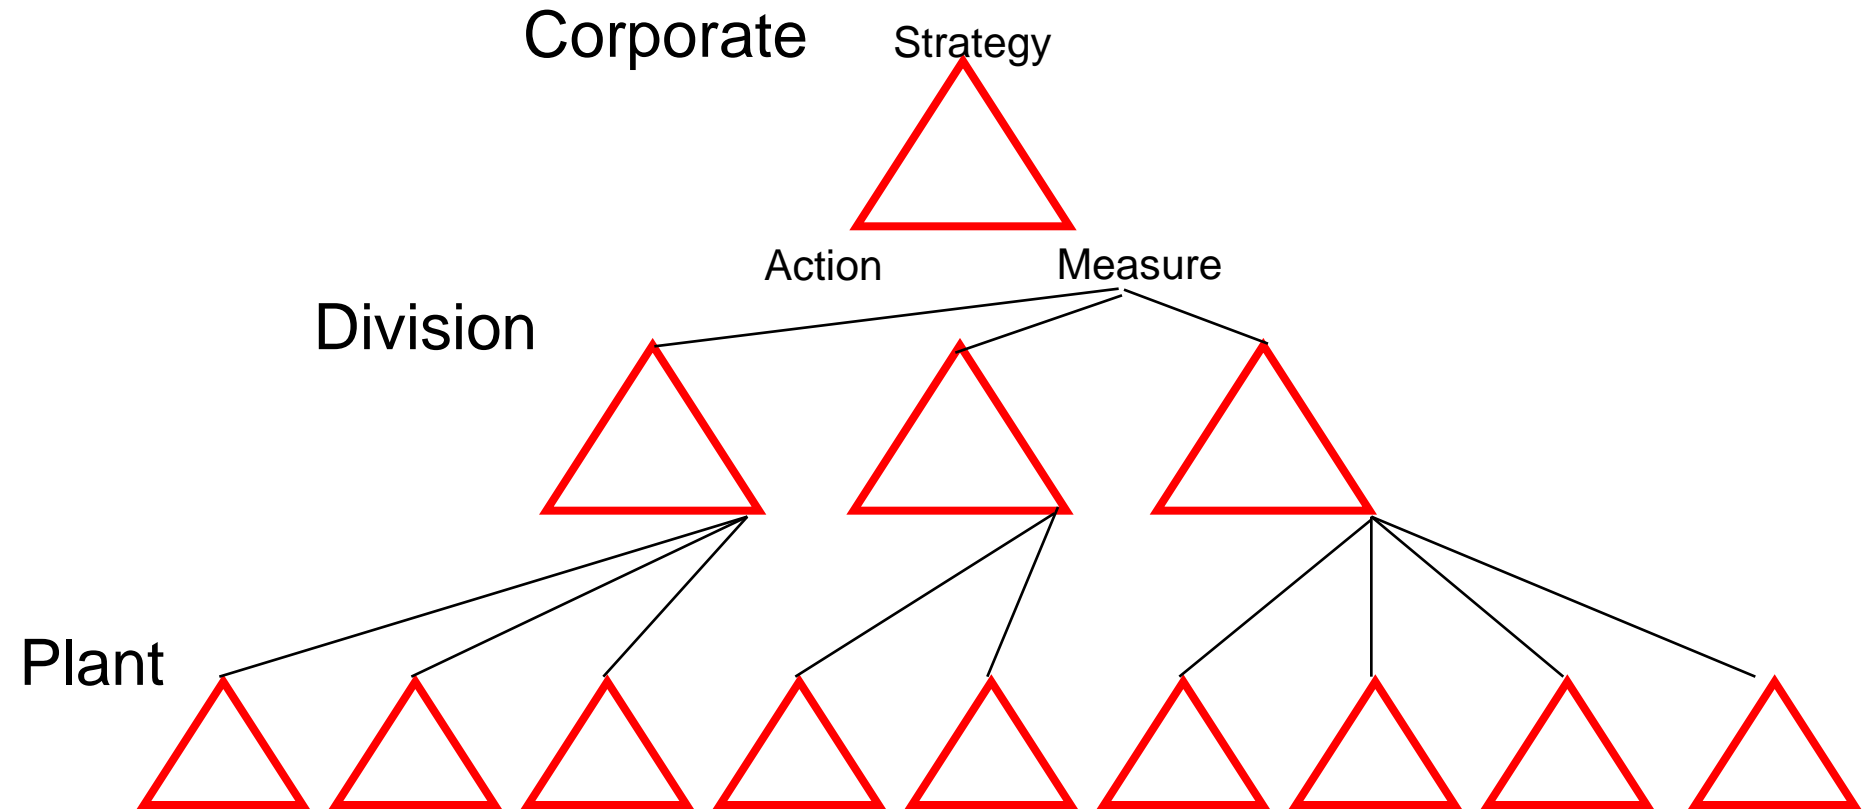 Corporate
Strategy
Action
Measure
Division
Plant